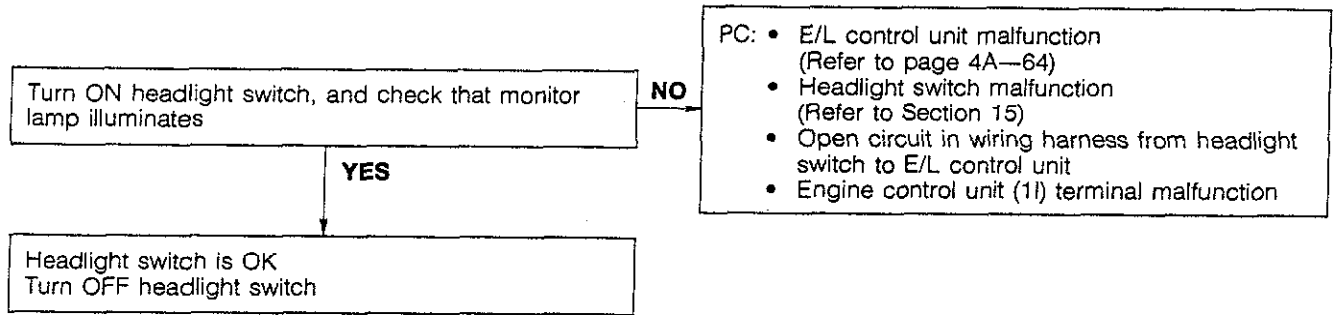 Turn ON headlight switch, and check that monitor
lamp illuminates
NO
PC: • E/L control unit malfunction
(Refer to page 4A—64)
• Headlight switch malfunction
(Refer to Section 15)
• Open circuit in wiring harness from headlight
switch to E/L control unit
• Engine control unit (1I) terminal malfunction
YES
Headlight switch is OK
Turn OFF headlight switch